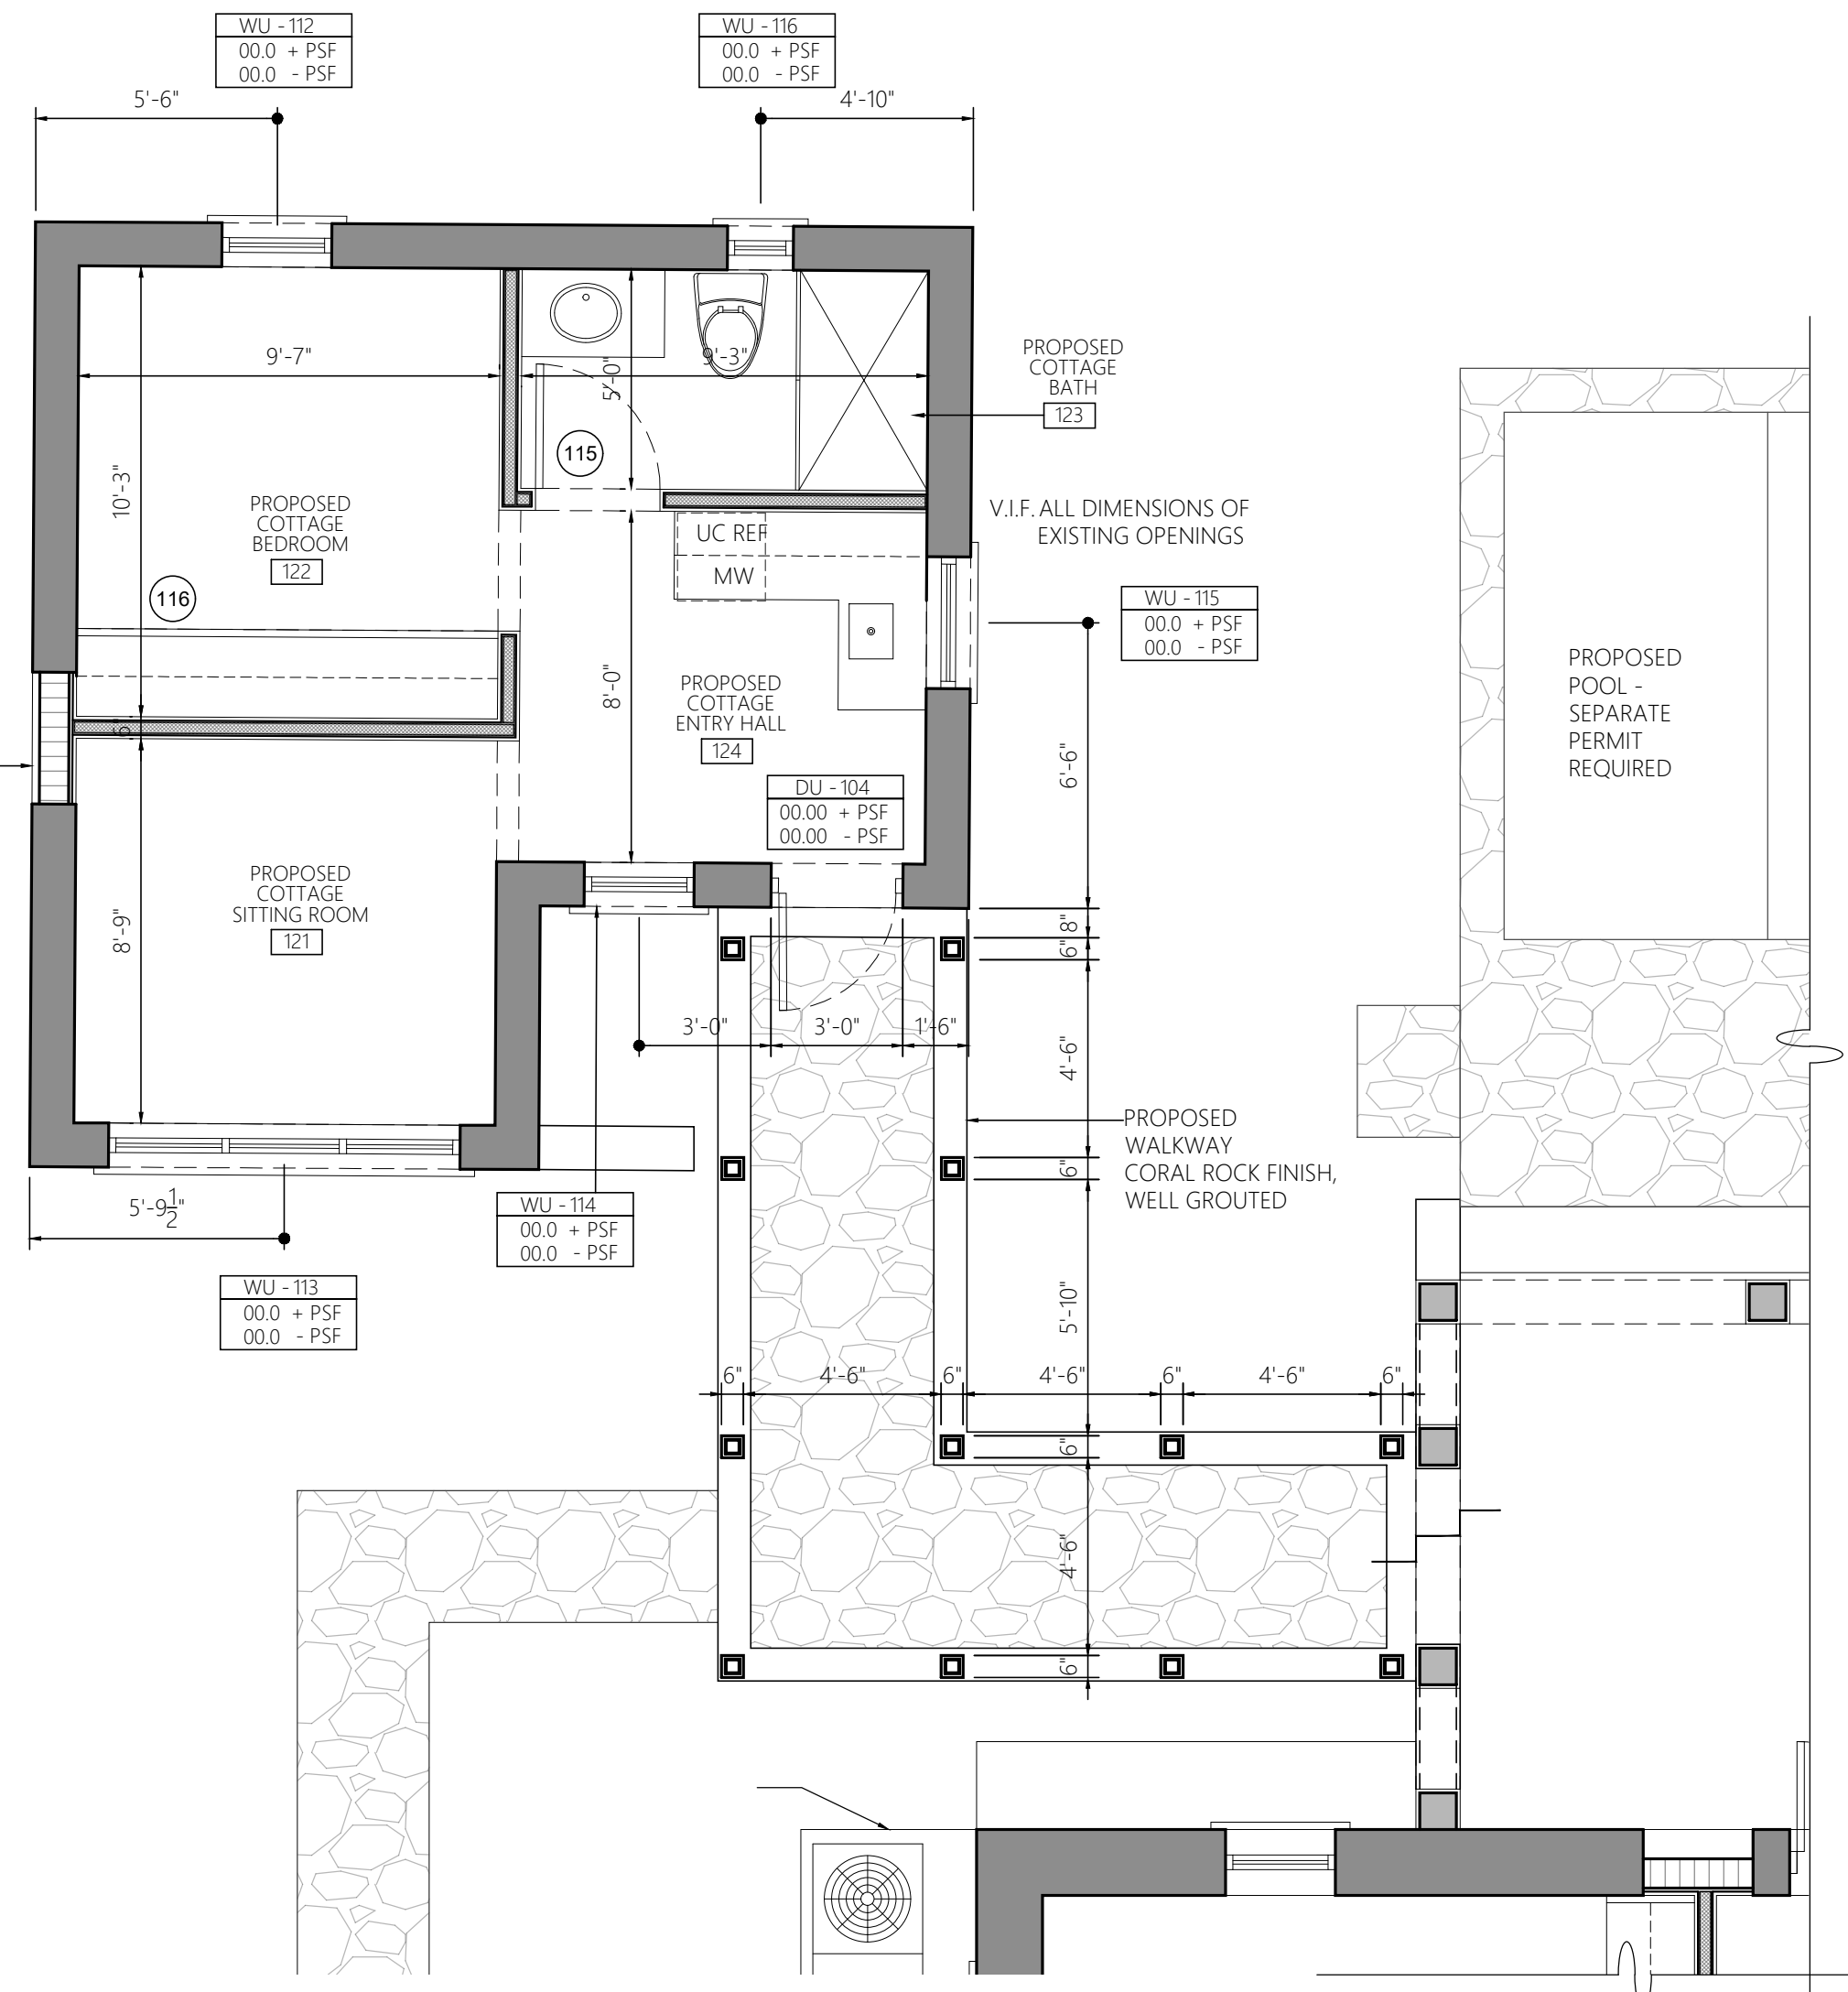 WU - 112
00.0 + PSF
00.0 - PSF
WU - 116
00.0 + PSF
00.0 - PSF
5'-6"
4'-10"
9'-7"
5'-0"
9'-3"
PROPOSED
COTTAGE
BATH
123
115
10'-3"
PROPOSED
COTTAGE
BEDROOM
122
116
UC REF
MW
V.I.F. ALL DIMENSIONS OF
EXISTING OPENINGS
WU - 115
00.0 + PSF
00.0 - PSF
8'-0"
PROPOSED
COTTAGE
ENTRY HALL
124
6"
DU - 104
00.00 + PSF
00.00 - PSF
6'-6"
PROPOSED
POOL -
SEPARATE
PERMIT
REQUIRED
PROPOSED
COTTAGE
SITTING ROOM
121
8'-9"
8"
6"
3'-0"
3'-0"
1'-6"
4'-6"
PROPOSED
WALKWAY
CORAL ROCK FINISH,
WELL GROUTED
6"
5'-9 1/2"
WU - 114
00.0 + PSF
00.0 - PSF
WU - 113
00.0 + PSF
00.0 - PSF
5'-10"
6"
4'-6"
6"
4'-6"
6"
4'-6"
6"
6"
4'-6"
6"